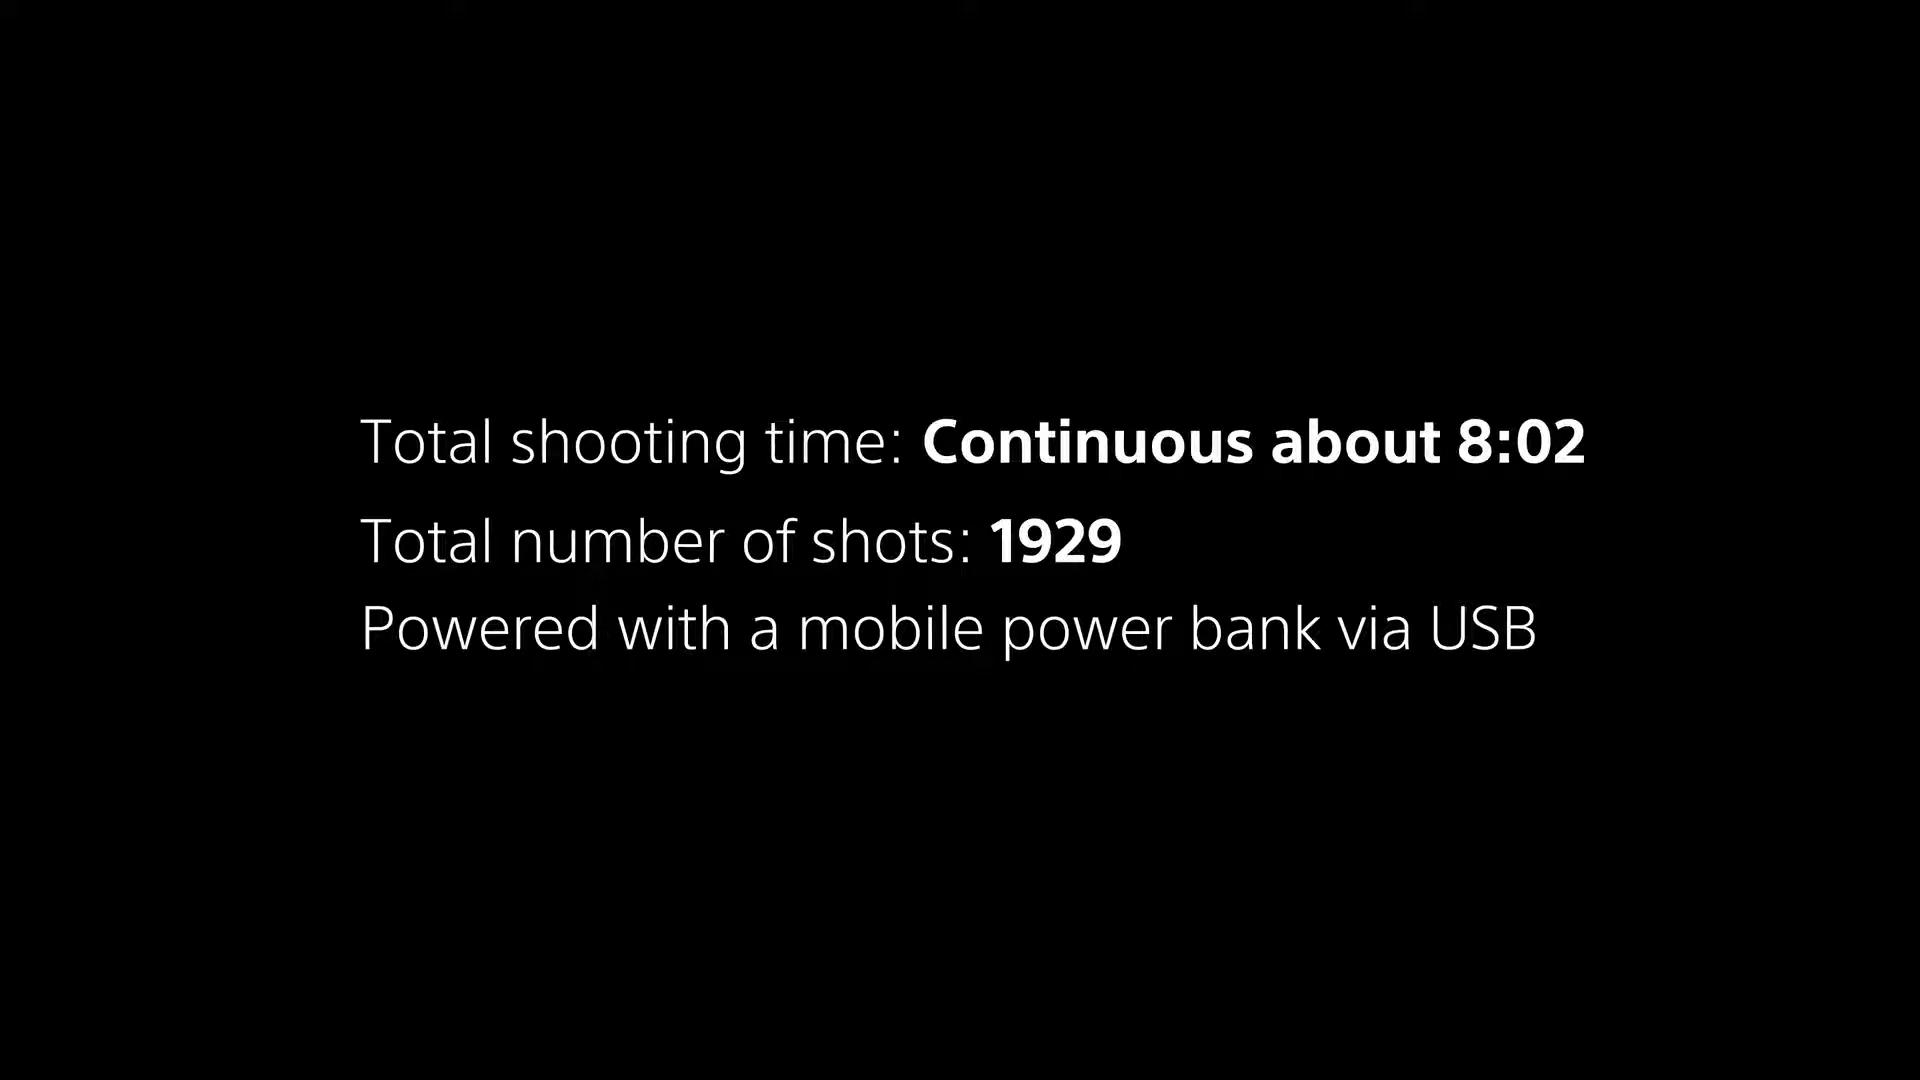 Total shooting time: Continuous about 8:02
Total number of shots: 1929
Powered with a mobile power bank via USB